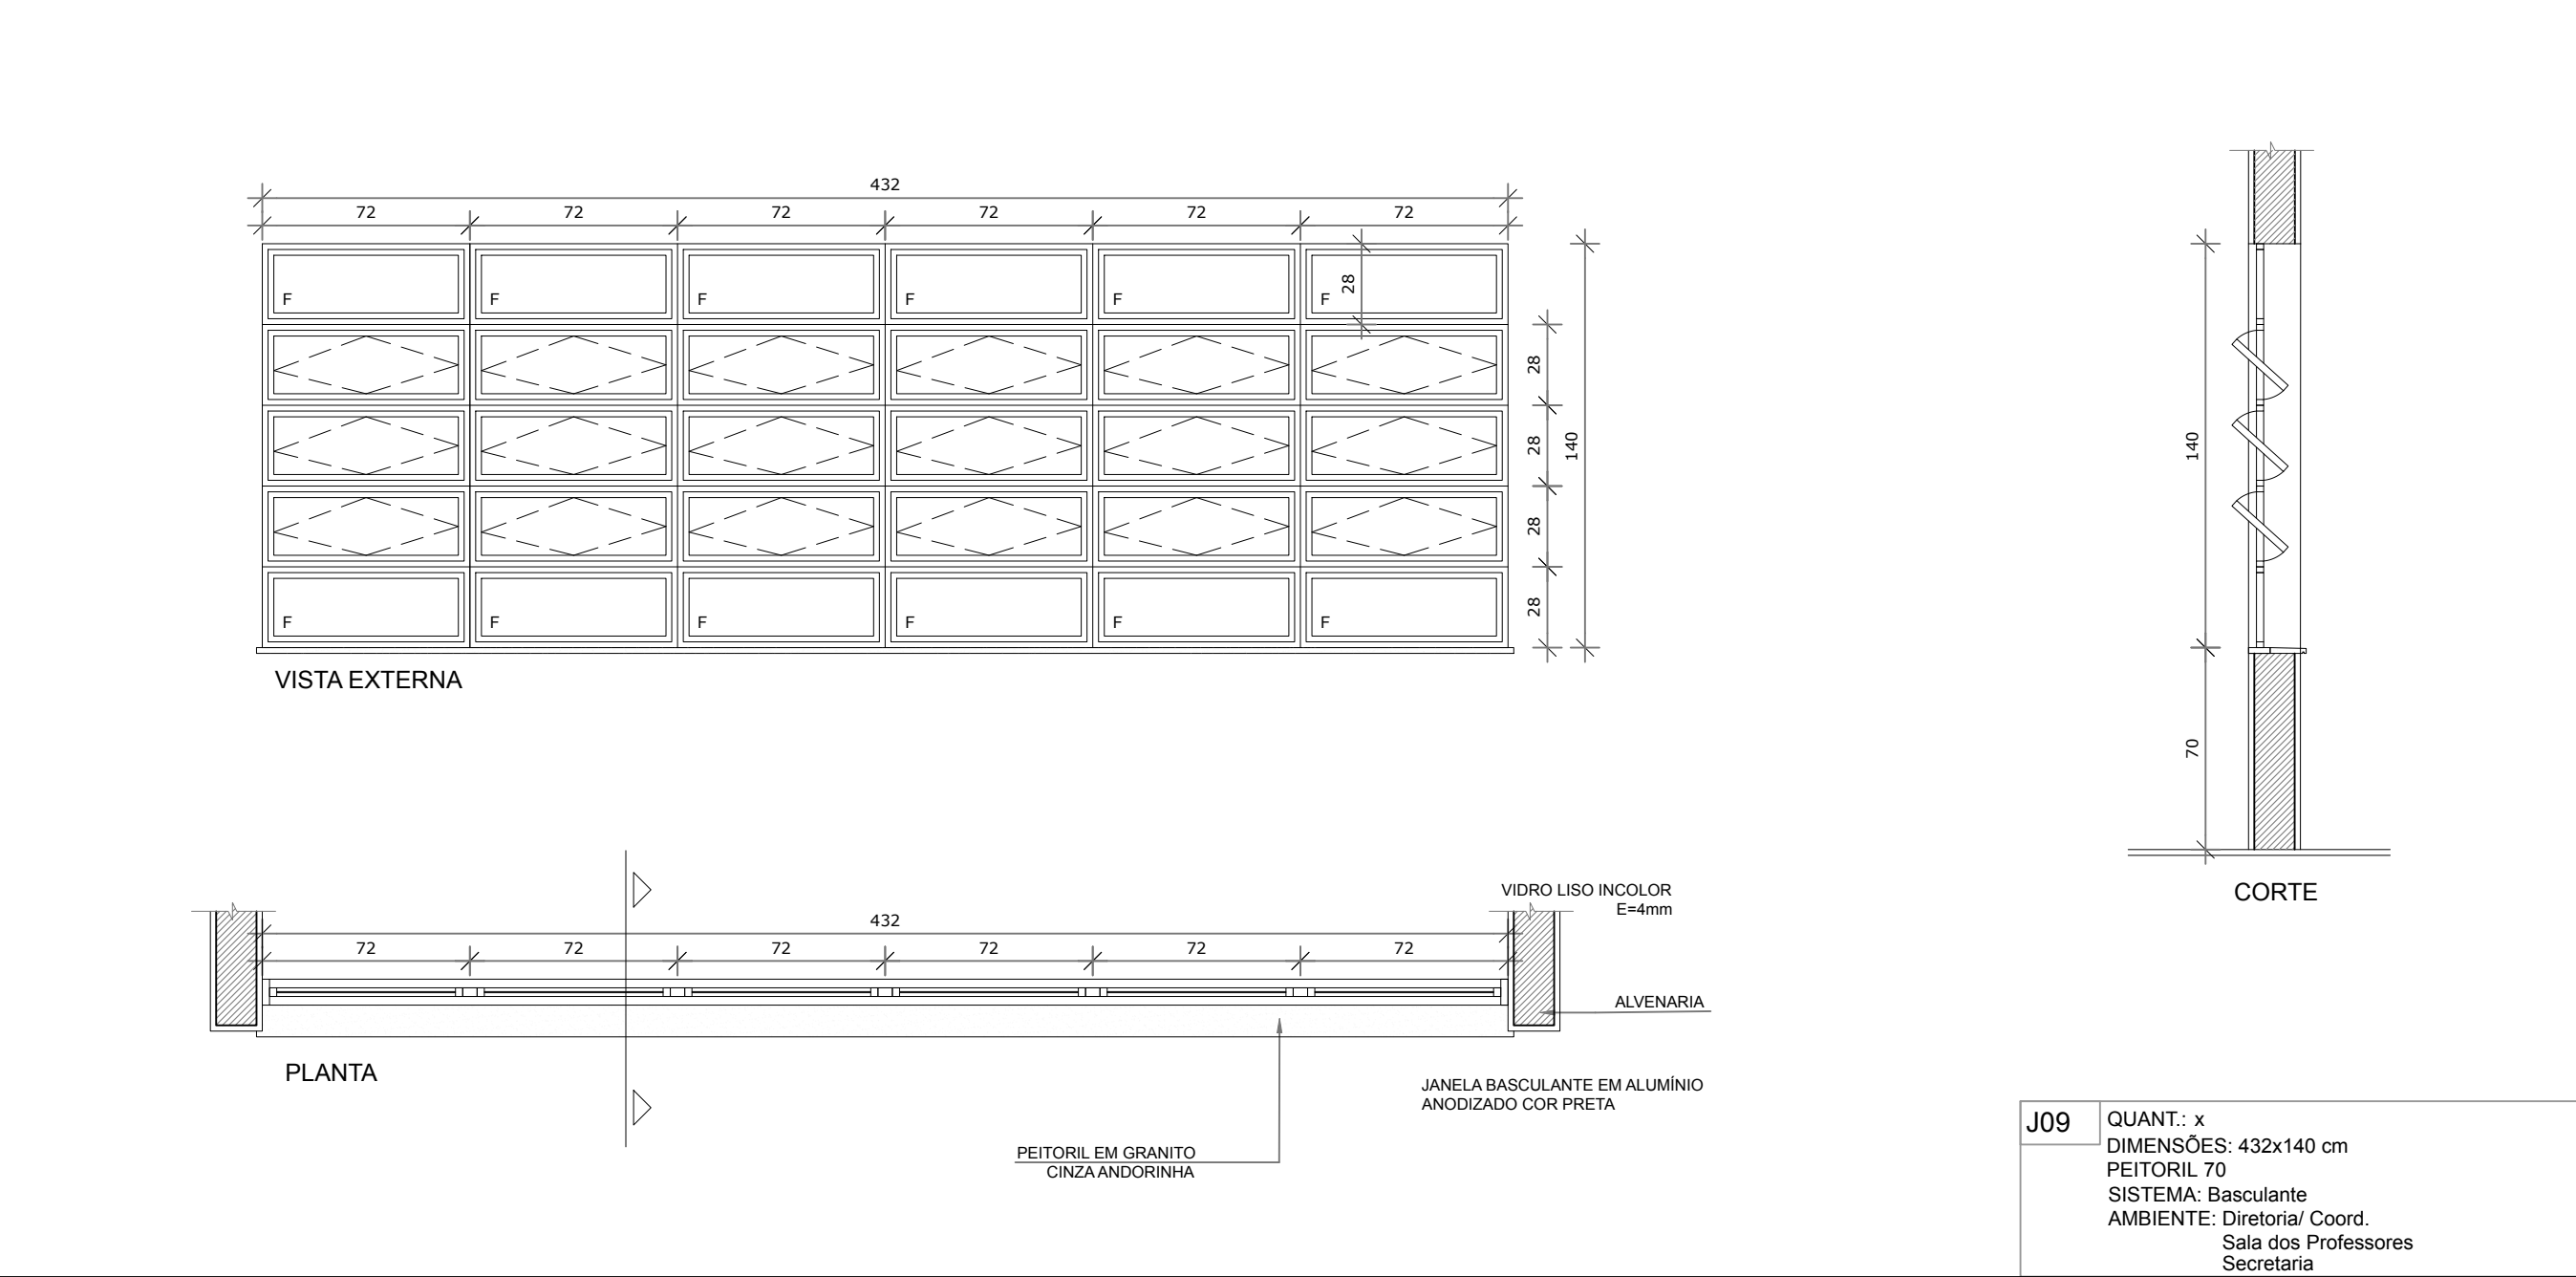 432
72 72 72 72 72 72
28
F F F F F F
28
28
28
28
140
F F F F F F
VISTA EXTERNA
140
70
CORTE
VIDRO LISO INCOLOR
E=4mm
432
72 72 72 72 72 72
ALVENARIA
PLANTA
JANELA BASCULANTE EM ALUMÍNIO
ANODIZADO COR PRETA
PEITORIL EM GRANITO
CINZA ANDORINHA
J09
QUANT.: x
DIMENSÕES: 432x140 cm
PEITORIL 70
SISTEMA: Basculante
AMBIENTE: Diretoria/ Coord.
Sala dos Professores
Secretaria